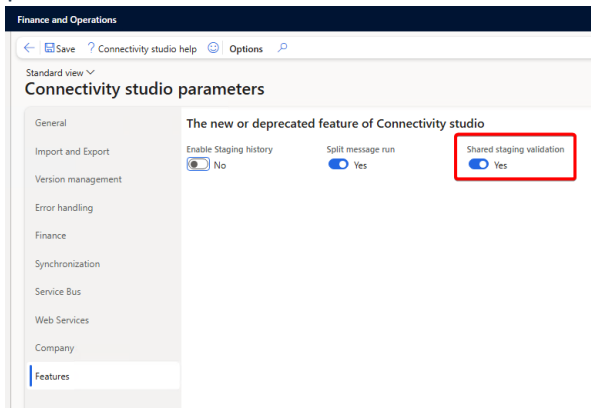 Finance and Operations
Save ? Connectivity studio help Options
Standard view
Connectivity studio parameters
General
Import and Export
Version management
Error handling
Finance
Synchronization
Service Bus
Web Services
Company
Features
The new or deprecated feature of Connectivity studio
Enable Staging history Split message run Shared staging validation
No Yes Yes